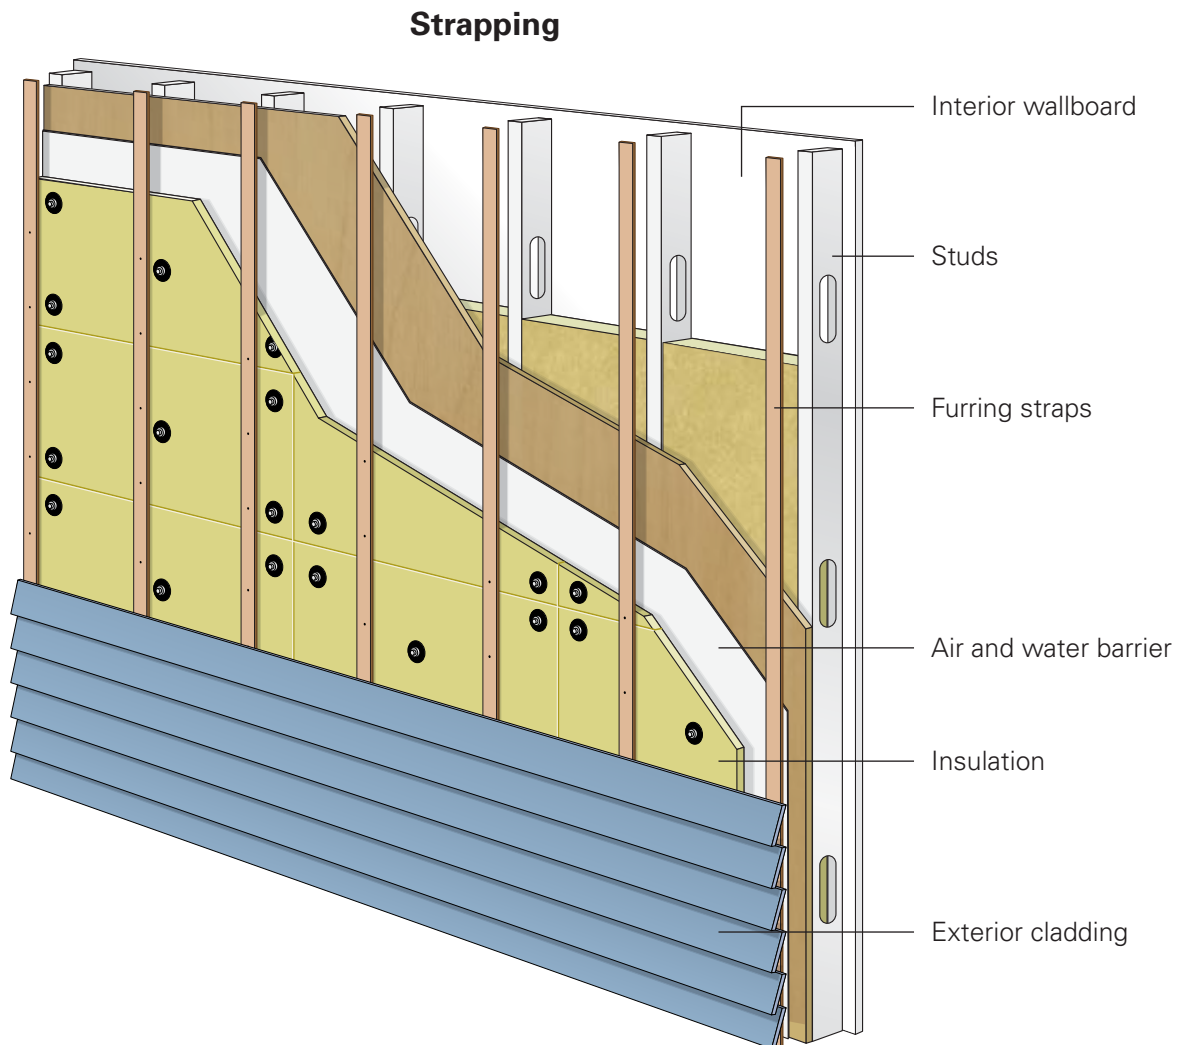 Strapping
Interior wallboard
Studs
Furring straps
Air and water barrier
Insulation
Exterior cladding